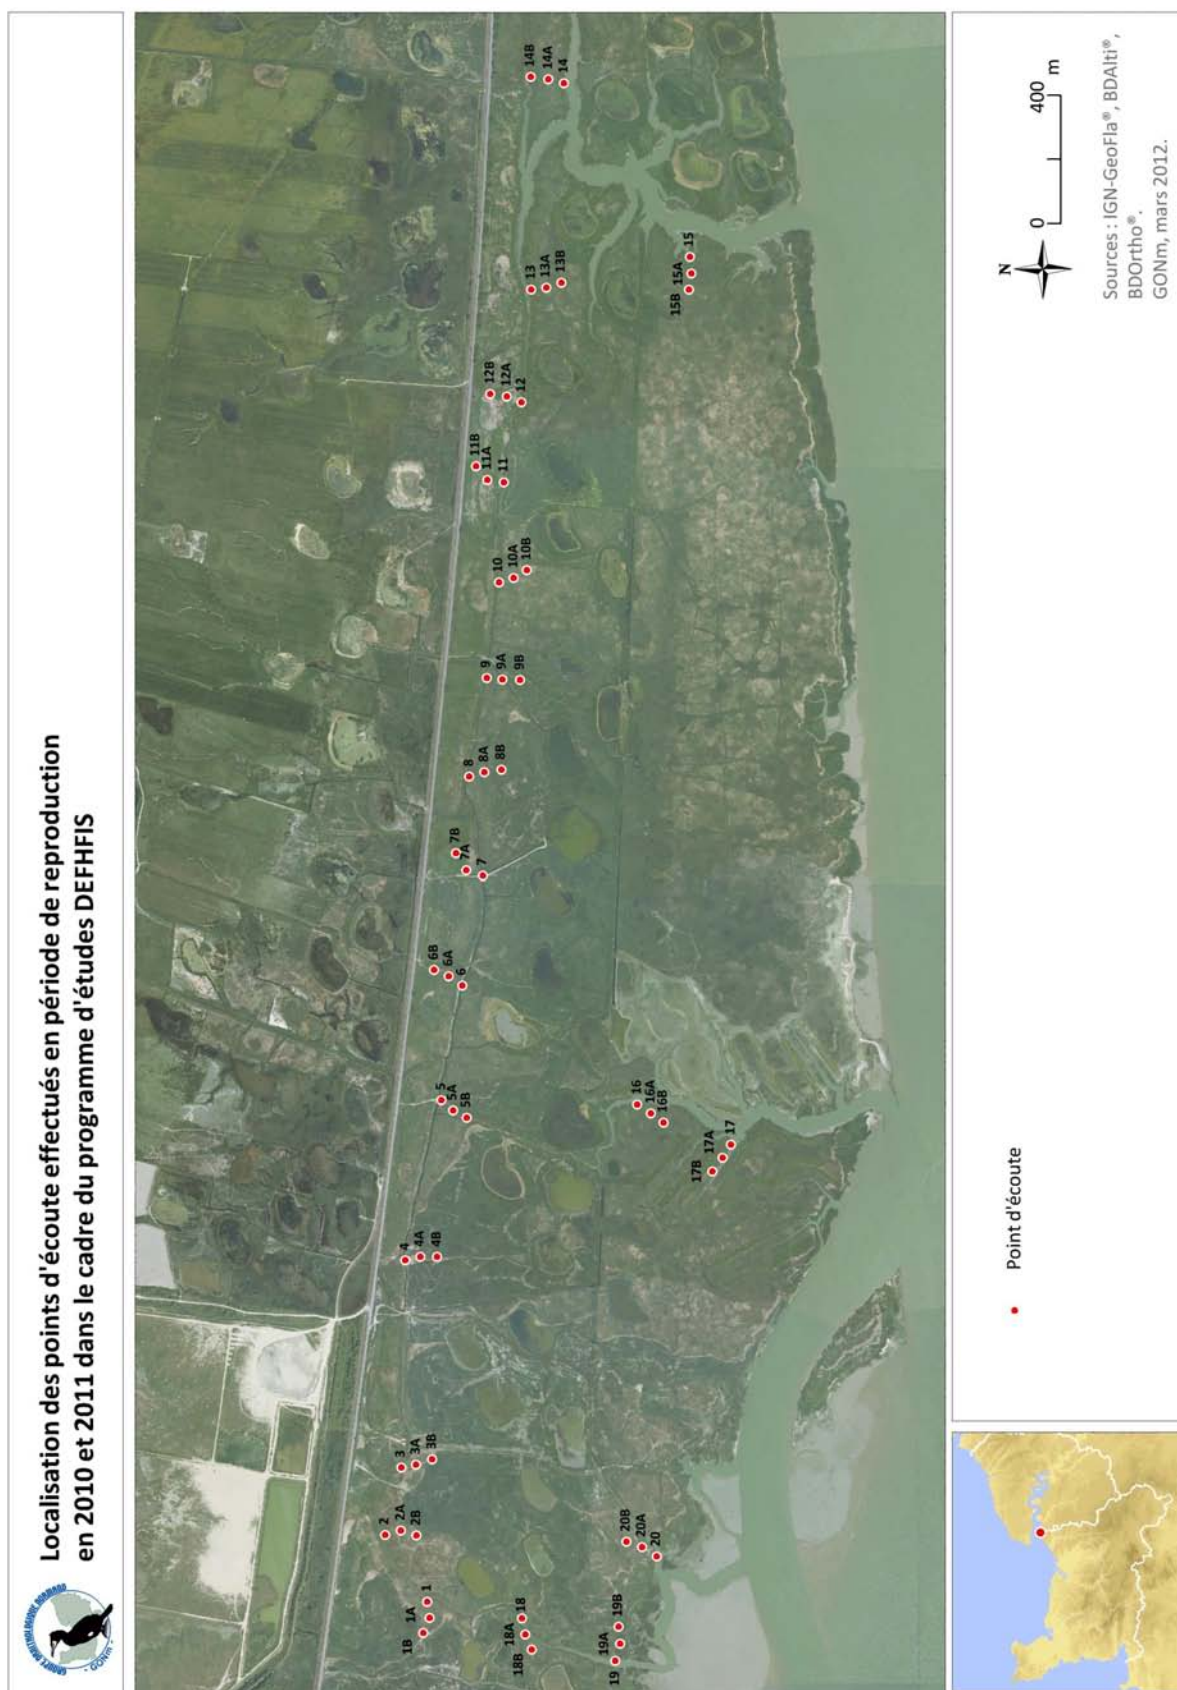 Localisation des points d'écoute effectués en période de reproduction
en 2010 et 2011 dans le cadre du programme d'études DEFHFIS
GROUPE ORNITHOLOGIQUE NORMAND
- GONm -
1B
1A
1
2
2A
2B
3
3A
3B
4
4A
4B
5
5A
5B
6B
6A
6
7B
7A
7
8
8A
8B
9
9A
9B
10
10A
10B
11B
11A
11
12B
12A
12
13
13A
13B
14B
14A
14
18B
18A
18
19
19A
19B
20B
20A
20
17B
17A
17
16
16A
16B
15B
15A
15
Point d'écoute
N
0
400
m
Sources : IGN-GeoFla®, BDAlti®,
BDOrtho®.
GONm, mars 2012.